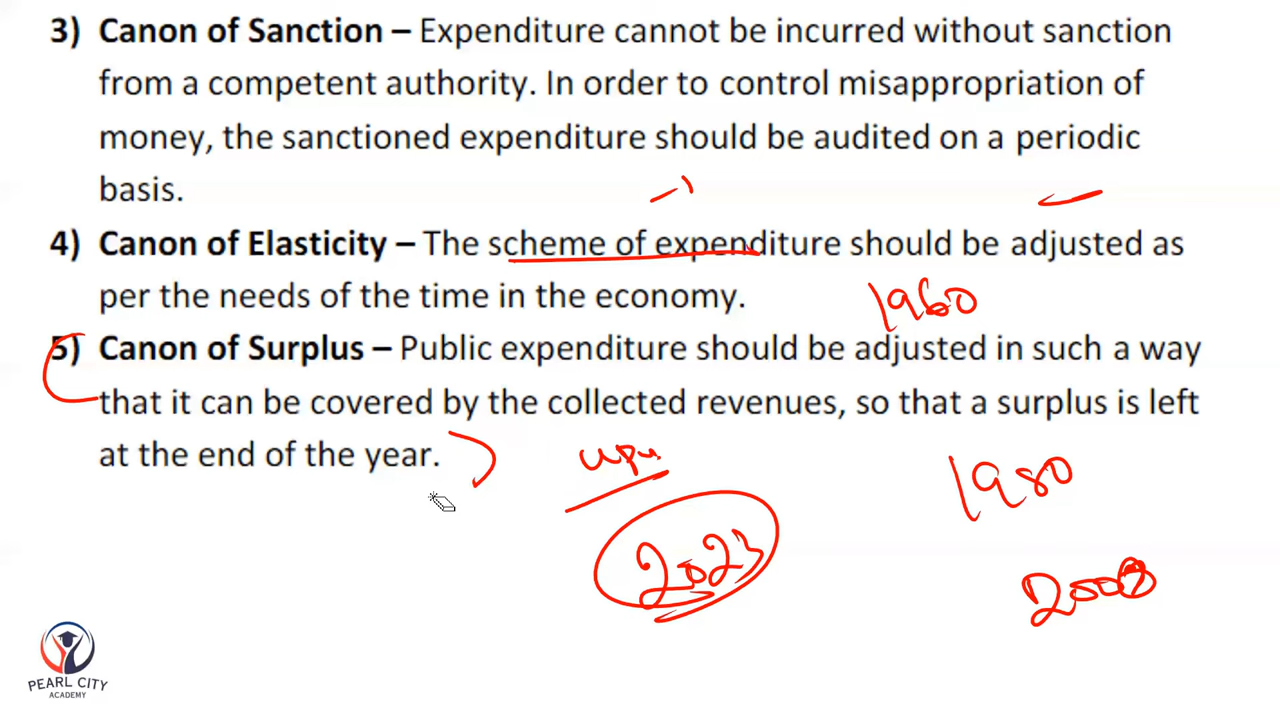 3) Canon of Sanction – Expenditure cannot be incurred without sanction
from a competent authority. In order to control misappropriation of
money, the sanctioned expenditure should be audited on a periodic
basis.
4) Canon of Elasticity – The scheme of expenditure should be adjusted as
per the needs of the time in the economy.
1960
5) Canon of Surplus – Public expenditure should be adjusted in such a way
that it can be covered by the collected revenues, so that a surplus is left
at the end of the year.
1980
2023
PEARL CITY
ACADEMY